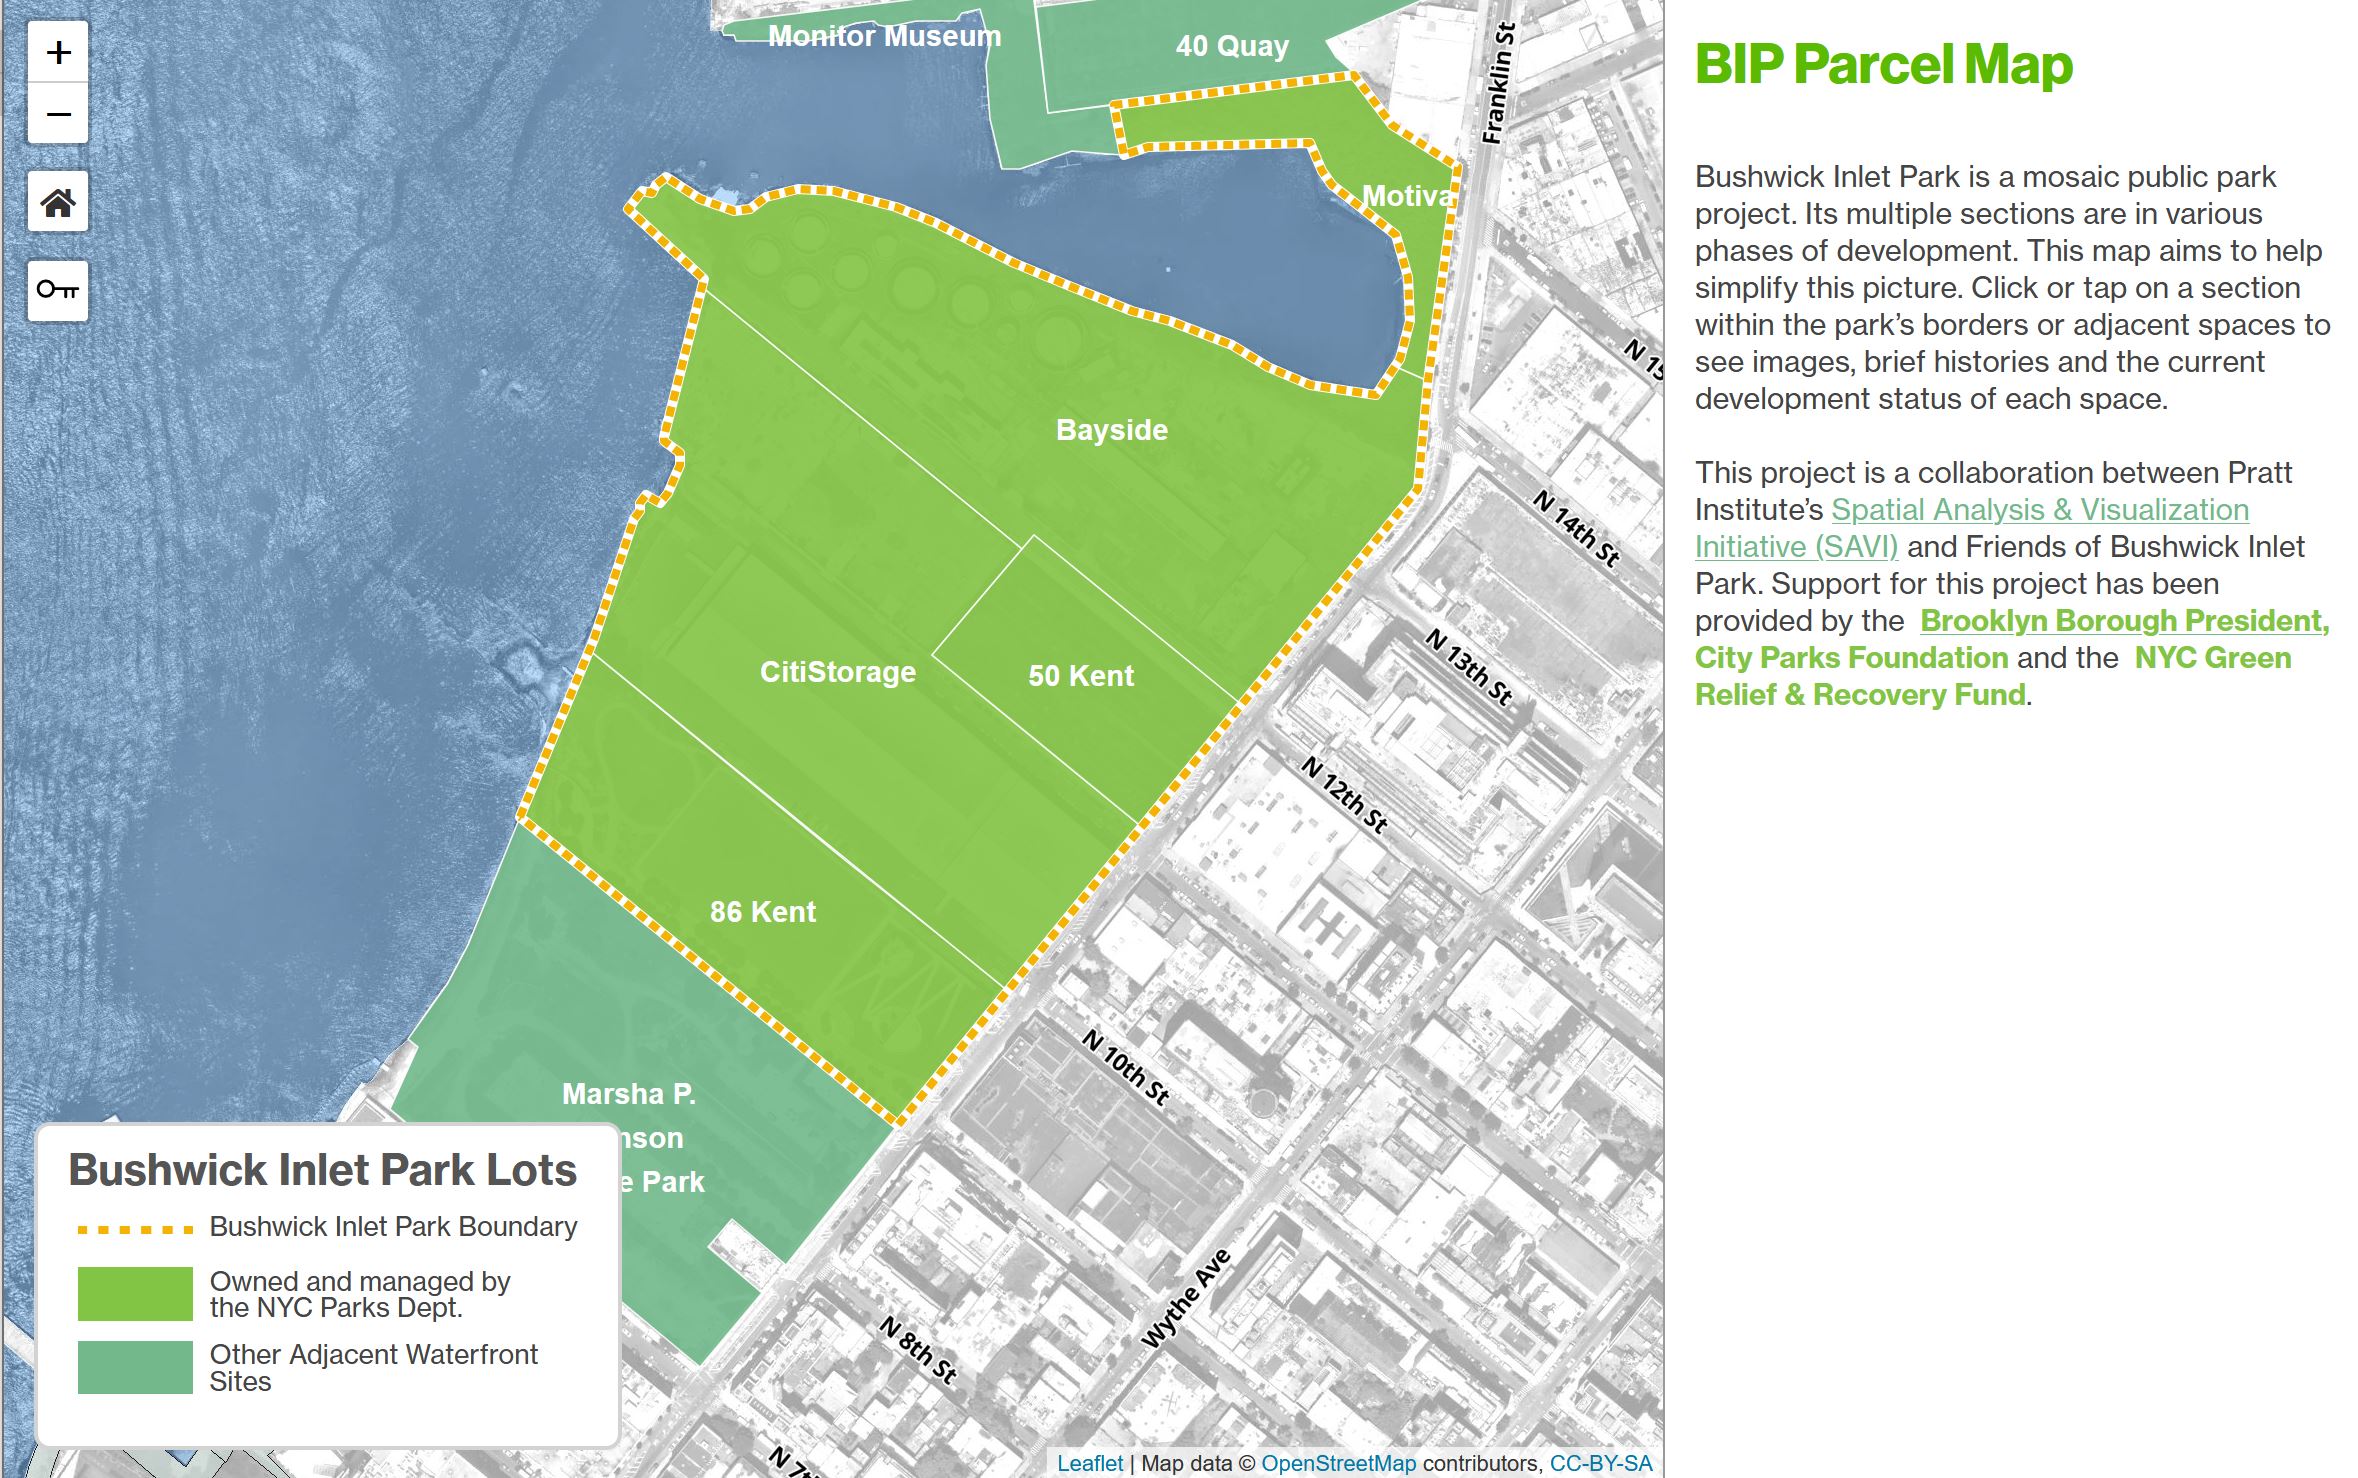 +
−
Monitor Museum
40 Quay
Franklin St
Motiva
N 15
Bayside
N 14th St
N 13th St
CitiStorage
50 Kent
N 12th St
86 Kent
N 10th St
Marsha P.
nson
e Park
Wythe Ave
N 8th St
N 7th
Bushwick Inlet Park Lots
Bushwick Inlet Park Boundary
Owned and managed by
the NYC Parks Dept.
Other Adjacent Waterfront
Sites
Leaflet | Map data © OpenStreetMap contributors, CC-BY-SA
BIP Parcel Map
Bushwick Inlet Park is a mosaic public park
project. Its multiple sections are in various
phases of development. This map aims to help
simplify this picture. Click or tap on a section
within the park’s borders or adjacent spaces to
see images, brief histories and the current
development status of each space.
This project is a collaboration between Pratt
Institute’s Spatial Analysis & Visualization
Initiative (SAVI) and Friends of Bushwick Inlet
Park. Support for this project has been
provided by the Brooklyn Borough President,
City Parks Foundation and the NYC Green
Relief & Recovery Fund.